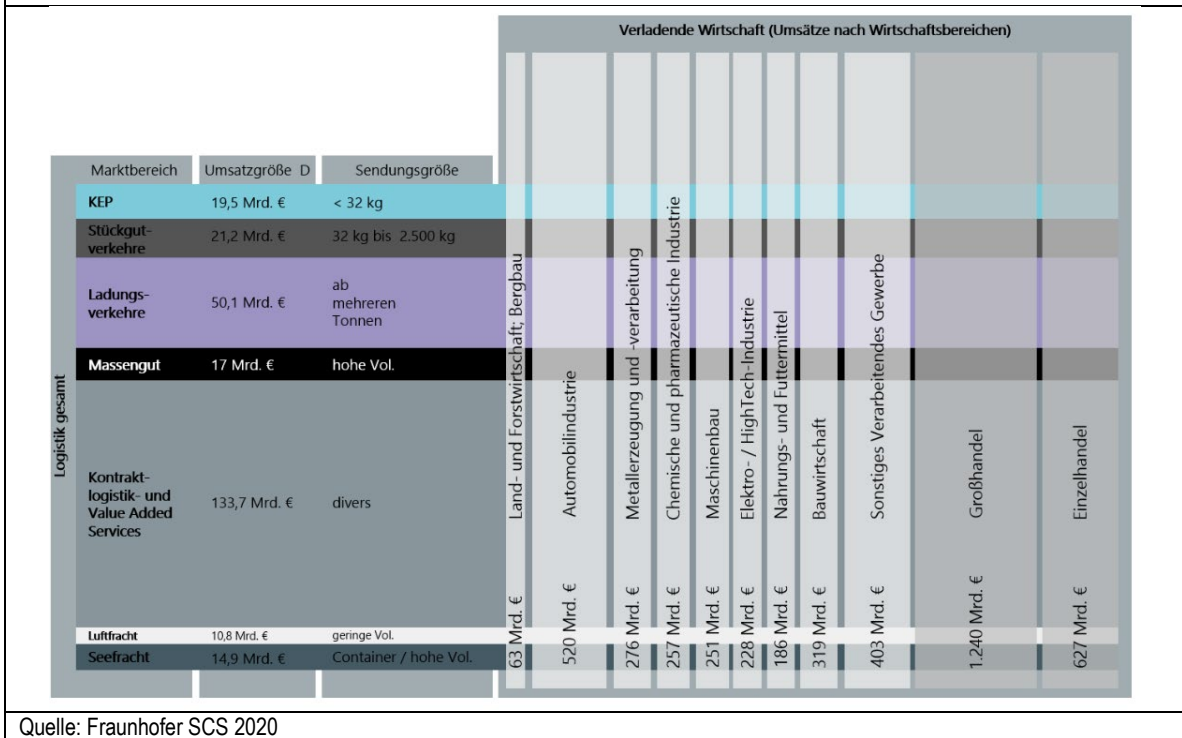 Verladende Wirtschaft (Umsätze nach Wirtschaftsbereichen)
Marktbereich Umsatzgröße D Sendungsgröße
KEP 19,5 Mrd. € < 32 kg
Stückgut-
verkehre
21,2 Mrd. € 32 kg bis 2.500 kg
Ladungs-
verkehre
50,1 Mrd. €
ab
mehreren
Tonnen
Massengut 17 Mrd. € hohe Vol.
Kontrakt-
logistik- und
Value Added
Services
133,7 Mrd. € divers
Luftfracht 10,8 Mrd. € geringe Vol.
Seefracht 14,9 Mrd. € Container / hohe Vol.
Logistik gesamt
63 Mrd. € Land- und Forstwirtschaft; Bergbau
520 Mrd. € Automobilindustrie
276 Mrd. € Metallerzeugung und -verarbeitung
257 Mrd. € Chemische und pharmazeutische Industrie
251 Mrd. € Maschinenbau
228 Mrd. € Elektro- / HighTech-Industrie
186 Mrd. € Nahrungs- und Futtermittel
319 Mrd. € Bauwirtschaft
403 Mrd. € Sonstiges Verarbeitendes Gewerbe
1.240 Mrd. € Großhandel
627 Mrd. € Einzelhandel
Quelle: Fraunhofer SCS 2020